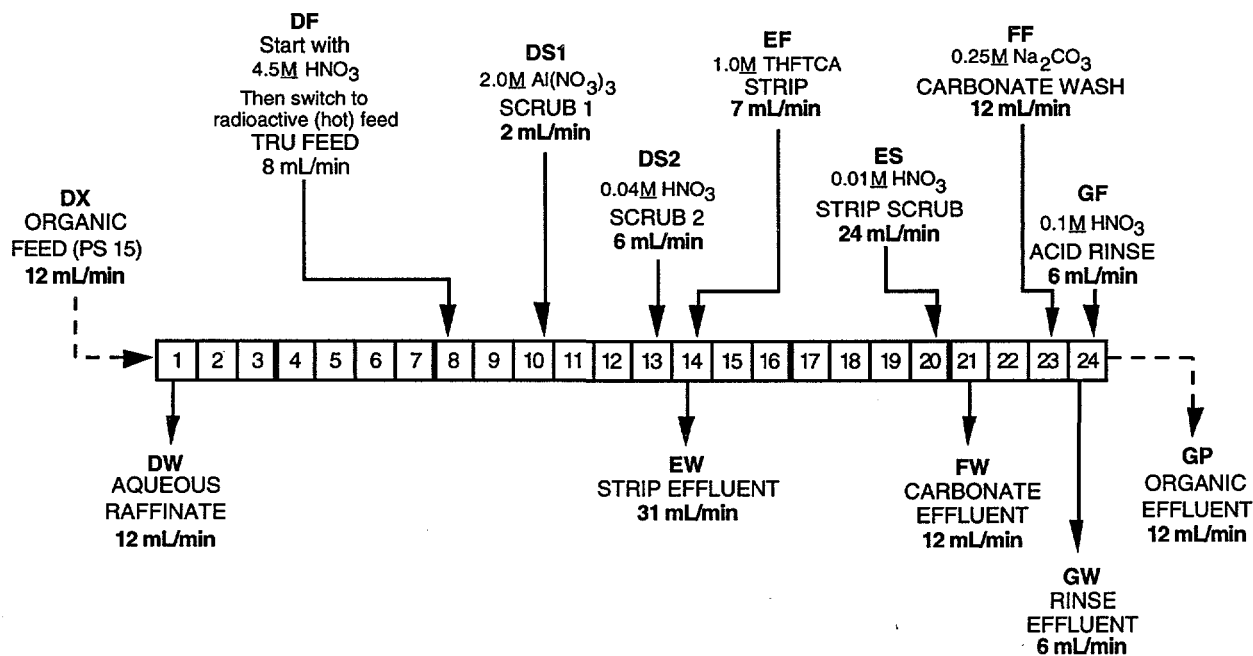 DF
Start with
4.5M HNO3
Then switch to
radioactive (hot) feed
TRU FEED
8 mL/min
DS1
2.0M Al(NO3)3
SCRUB 1
2 mL/min
EF
1.0M THFTCA
STRIP
7 mL/min
FF
0.25M Na2CO3
CARBONATE WASH
12 mL/min
DX
ORGANIC
FEED (PS 15)
12 mL/min
DS2
0.04M HNO3
SCRUB 2
6 mL/min
ES
0.01M HNO3
STRIP SCRUB
24 mL/min
GF
0.1M HNO3
ACID RINSE
6 mL/min
1 2 3 4 5 6 7 8 9 10 11 12 13 14 15 16 17 18 19 20 21 22 23 24
DW
AQUEOUS
RAFFINATE
12 mL/min
EW
STRIP EFFLUENT
31 mL/min
FW
CARBONATE
EFFLUENT
12 mL/min
GP
ORGANIC
EFFLUENT
12 mL/min
GW
RINSE
EFFLUENT
6 mL/min